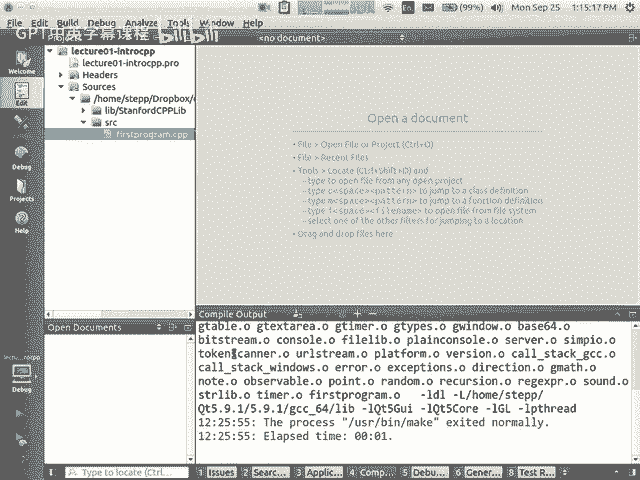 (99%) Mon Sep 25 1:15:17 PM
File Edit Build Debug Analyze Tools Window Help
GPT中英字幕课程 bilibili
<no document>
Welcome
Edit
Debug
Projects
Help
lecture01-introcpp
lecture01-introcpp.pro
Headers
Sources
/home/stepp/Dropbox/
lib/StanfordCPPLib
src
firstprogram.cpp
Open a document
• File > Open File or Project (Ctrl+O)
• File > Recent Files
• Tools > Locate (Ctrl+Shift+O) and
- type to open file from any open project
- type c<space><pattern> to jump to a class definition
- type m<space><pattern> to jump to a function definition
- type f<space><filename> to open file from file system
- select one of the other filters for jumping to a location
• Drag and drop files here
Open Documents
Compile Output
gtable.o gtextarea.o gtimer.o gtypes.o gwindow.o base64.o
bitstream.o console.o filelib.o plainconsole.o server.o simpio.o
tokenscanner.o urlstream.o platform.o version.o call_stack_gcc.o
call_stack_windows.o error.o exceptions.o direction.o gmath.o
note.o observable.o point.o random.o recursion.o regexpr.o sound.o
strlib.o timer.o firstprogram.o -ldl -L/home/stepp/
Qt5.9.1/5.9.1/gcc_64/lib -lQt5Gui -lQt5Core -lGL -lpthread
12:25:55: The process "/usr/bin/make" exited normally.
12:25:55: Elapsed time: 00:01.
Debug
Type to locate (Ctrl...
1 Issues 2 Searc... 3 Applic... 4 Comp... 5 Debu... 6 Gener... 8 Test R...